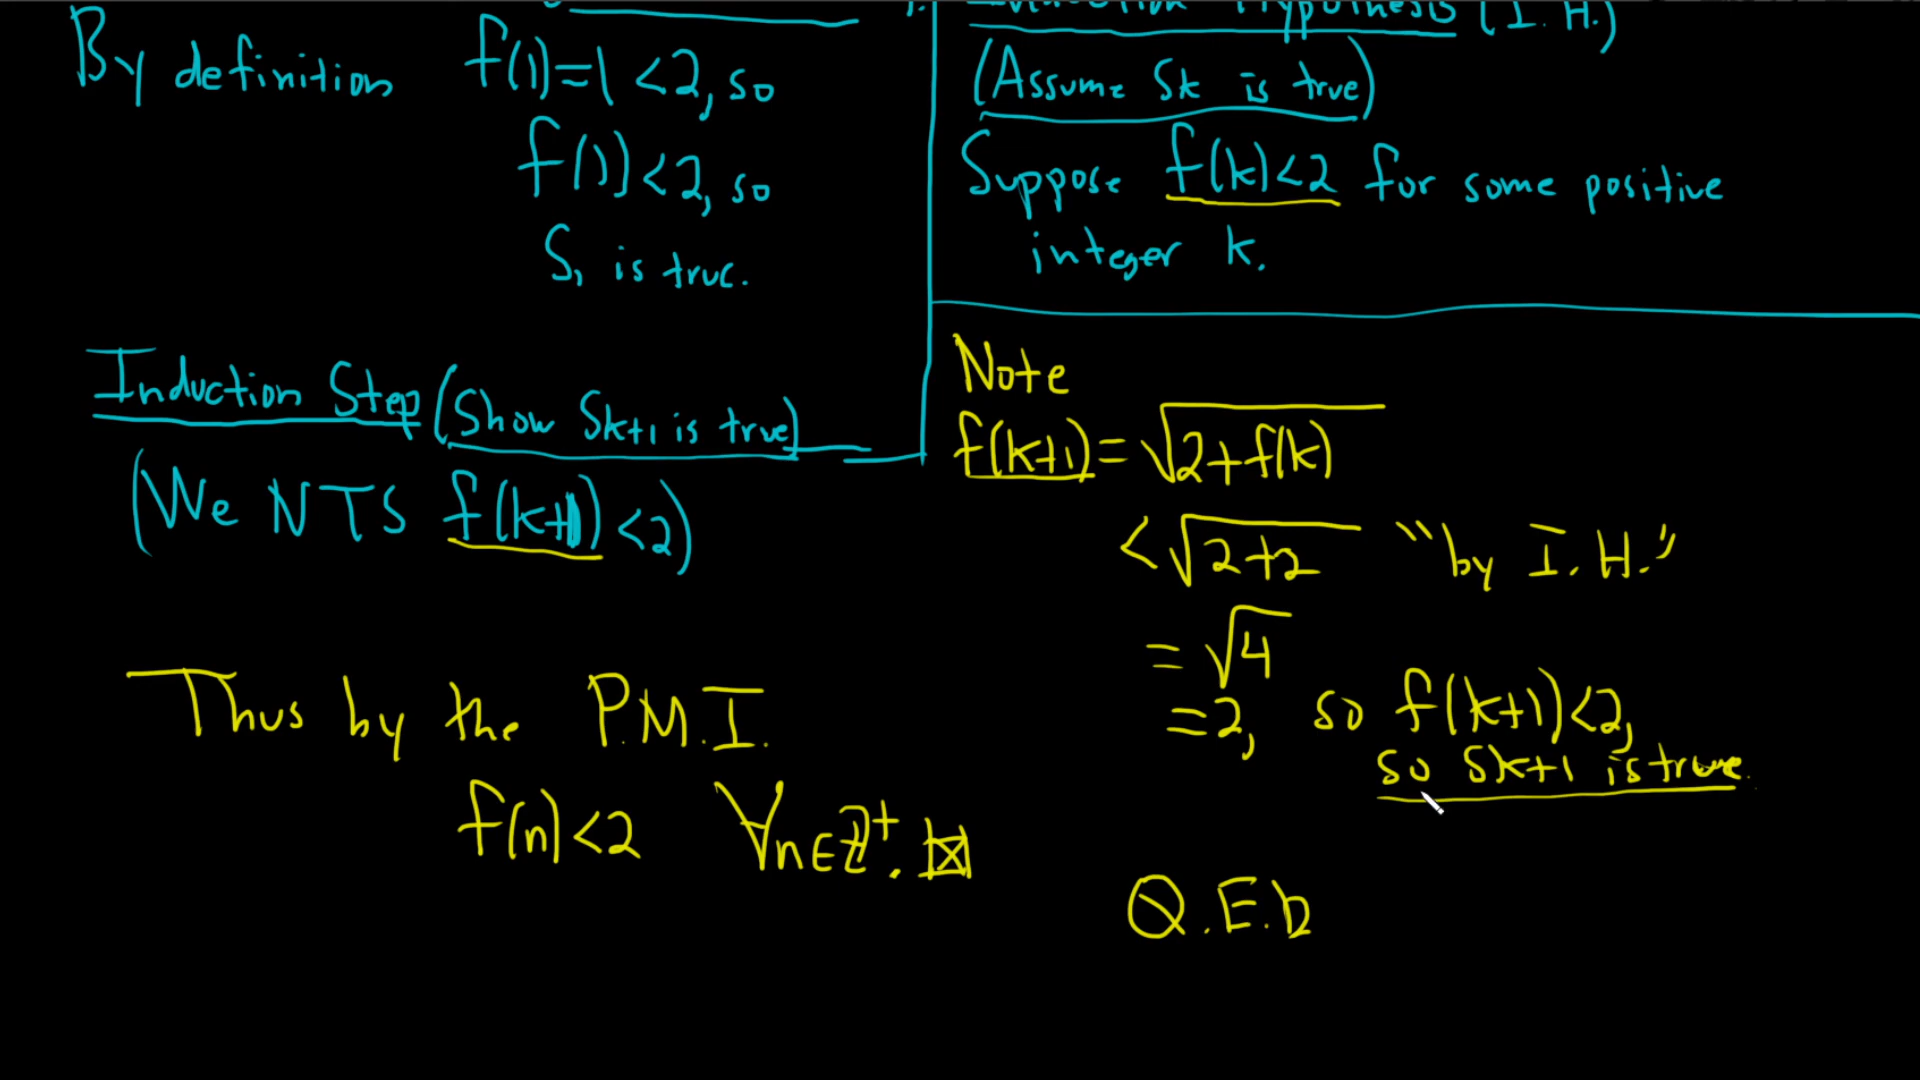 By definition f(1)=1<2, so
f(1)<2, so
S₁ is true.
Induction Hypothesis (I.H.)
(Assume Sk is true)
Suppose f(k)<2 for some positive
integer k.
Induction Step (Show Sk+1 is true)
(We NTS f(k+1)<2)
Note
f(k+1)=√2+f(k)
<√2+2 "by I.H."
=√4
=2, so f(k+1)<2,
so Sk+1 is true.
Thus by the P.M.I.
f(n)<2 ∀n∈ℤ⁺.
Q.E.D